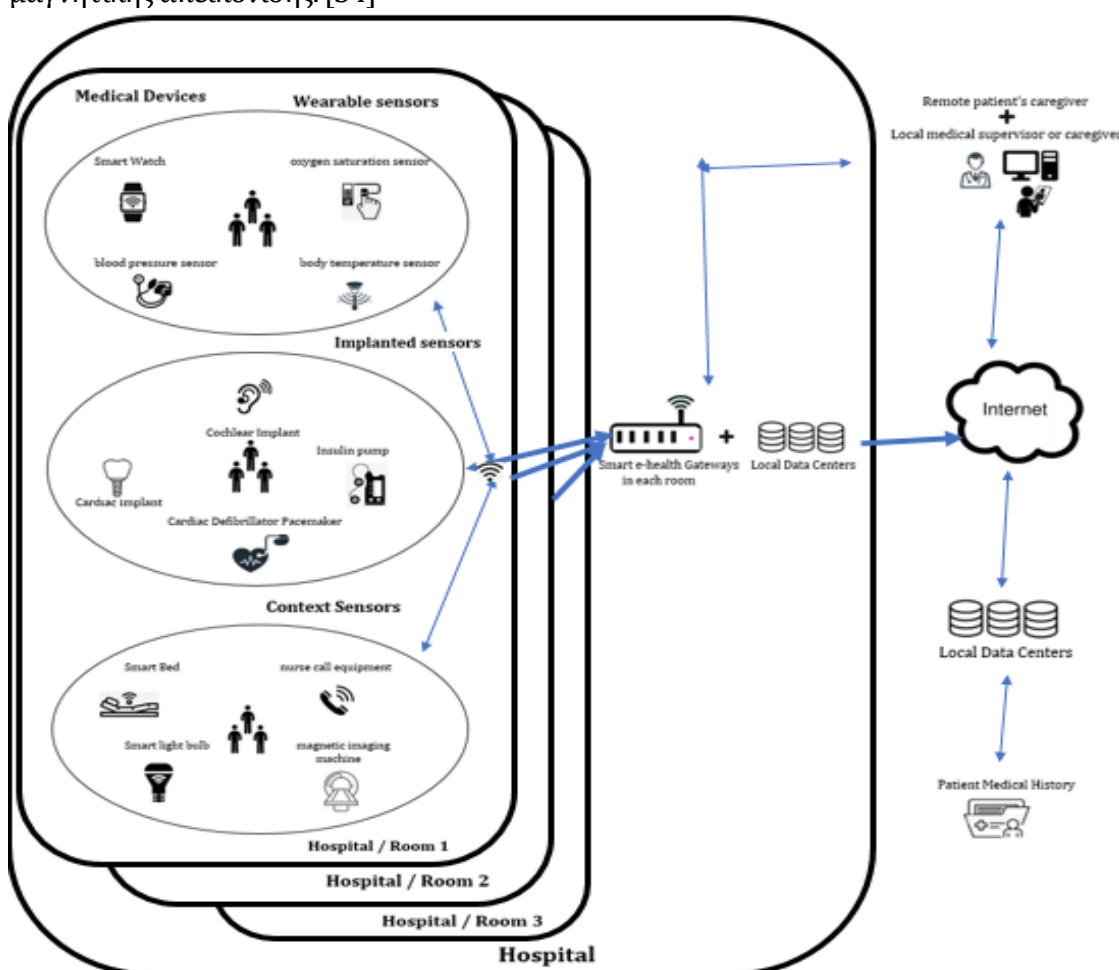 μαγνητικής απεικόνισης. [34]
Medical Devices
Wearable sensors
Smart Watch
oxygen saturation sensor
blood pressure sensor
body temperature sensor
Implanted sensors
Cochlear Implant
Insulin pump
Cardiac implant
Cardiac Defibrillator Pacemaker
Context Sensors
Smart Bed
nurse call equipment
Smart light bulb
magnetic imaging
machine
Hospital / Room 1
Hospital / Room 2
Hospital / Room 3
Hospital
Smart e-health Gateways
in each room
+
Local Data Centers
Remote patient's caregiver
+
Local medical supervisor or caregiver
Internet
Local Data Centers
Patient Medical History